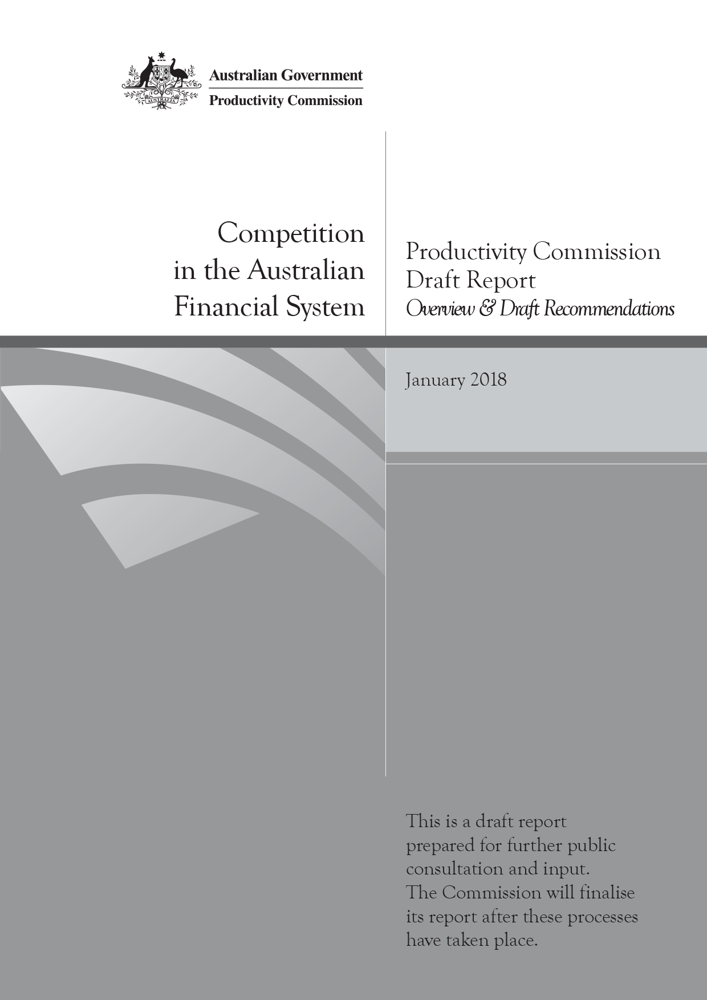 AUSTRALIA
Australian Government
Productivity Commission
Competition
in the Australian
Financial System
Productivity Commission
Draft Report
Overview & Draft Recommendations
January 2018
This is a draft report
prepared for further public
consultation and input.
The Commission will finalise
its report after these processes
have taken place.